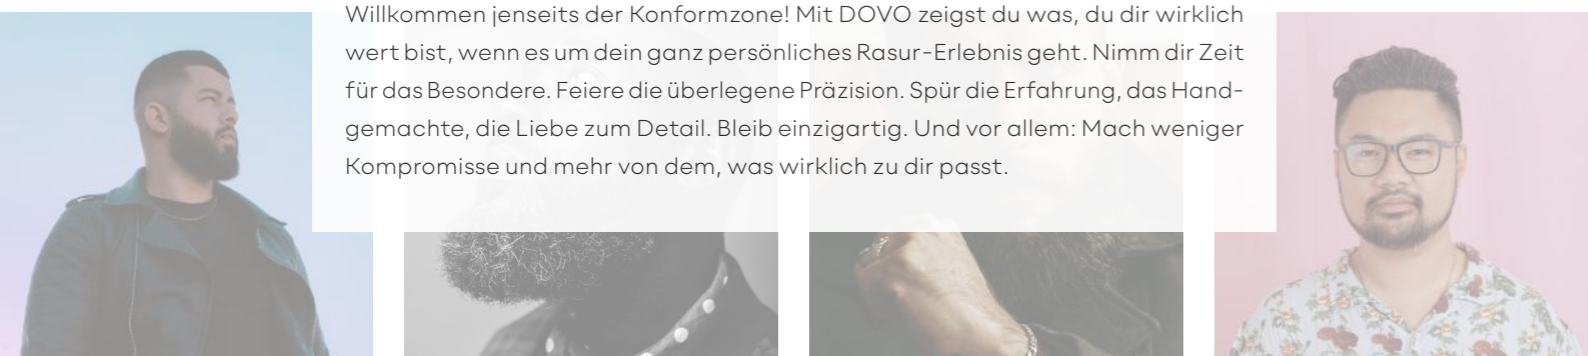 Willkommen jenseits der Konformzone! Mit DOVO zeigst du was, du dir wirklich
wert bist, wenn es um dein ganz persönliches Rasur-Erlebnis geht. Nimm dir Zeit
für das Besondere. Feiere die überlegene Präzision. Spür die Erfahrung, das Hand-
gemachte, die Liebe zum Detail. Bleib einzigartig. Und vor allem: Mach weniger
Kompromisse und mehr von dem, was wirklich zu dir passt.